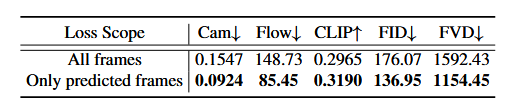 Loss Scope Cam↓ Flow↓ CLIP↑ FID↓ FVD↓
All frames 0.1547 148.73 0.2965 176.07 1592.43
Only predicted frames 0.0924 85.45 0.3190 136.95 1154.45